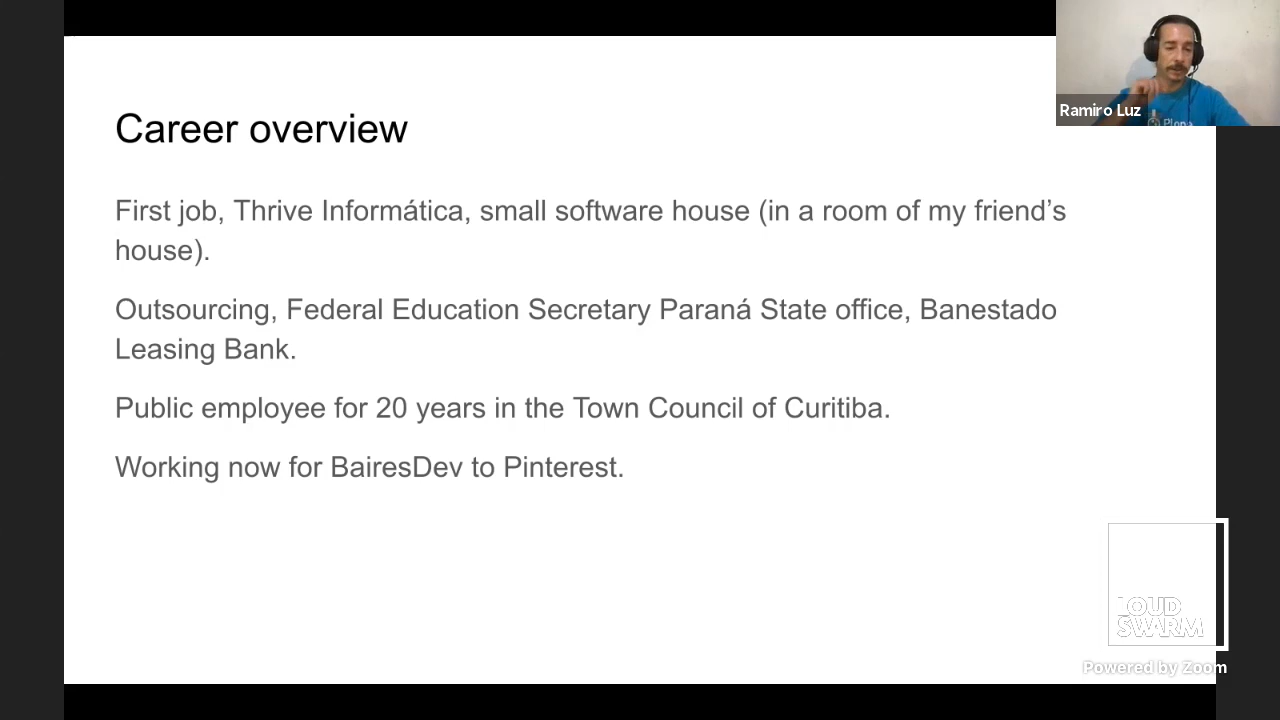 Career overview
First job, Thrive Informática, small software house (in a room of my friend’s
house).
Outsourcing, Federal Education Secretary Paraná State office, Banestado
Leasing Bank.
Public employee for 20 years in the Town Council of Curitiba.
Working now for BairesDev to Pinterest.
Ramiro Luz
Plone
LOUD
SWARM
Powered by Zoom